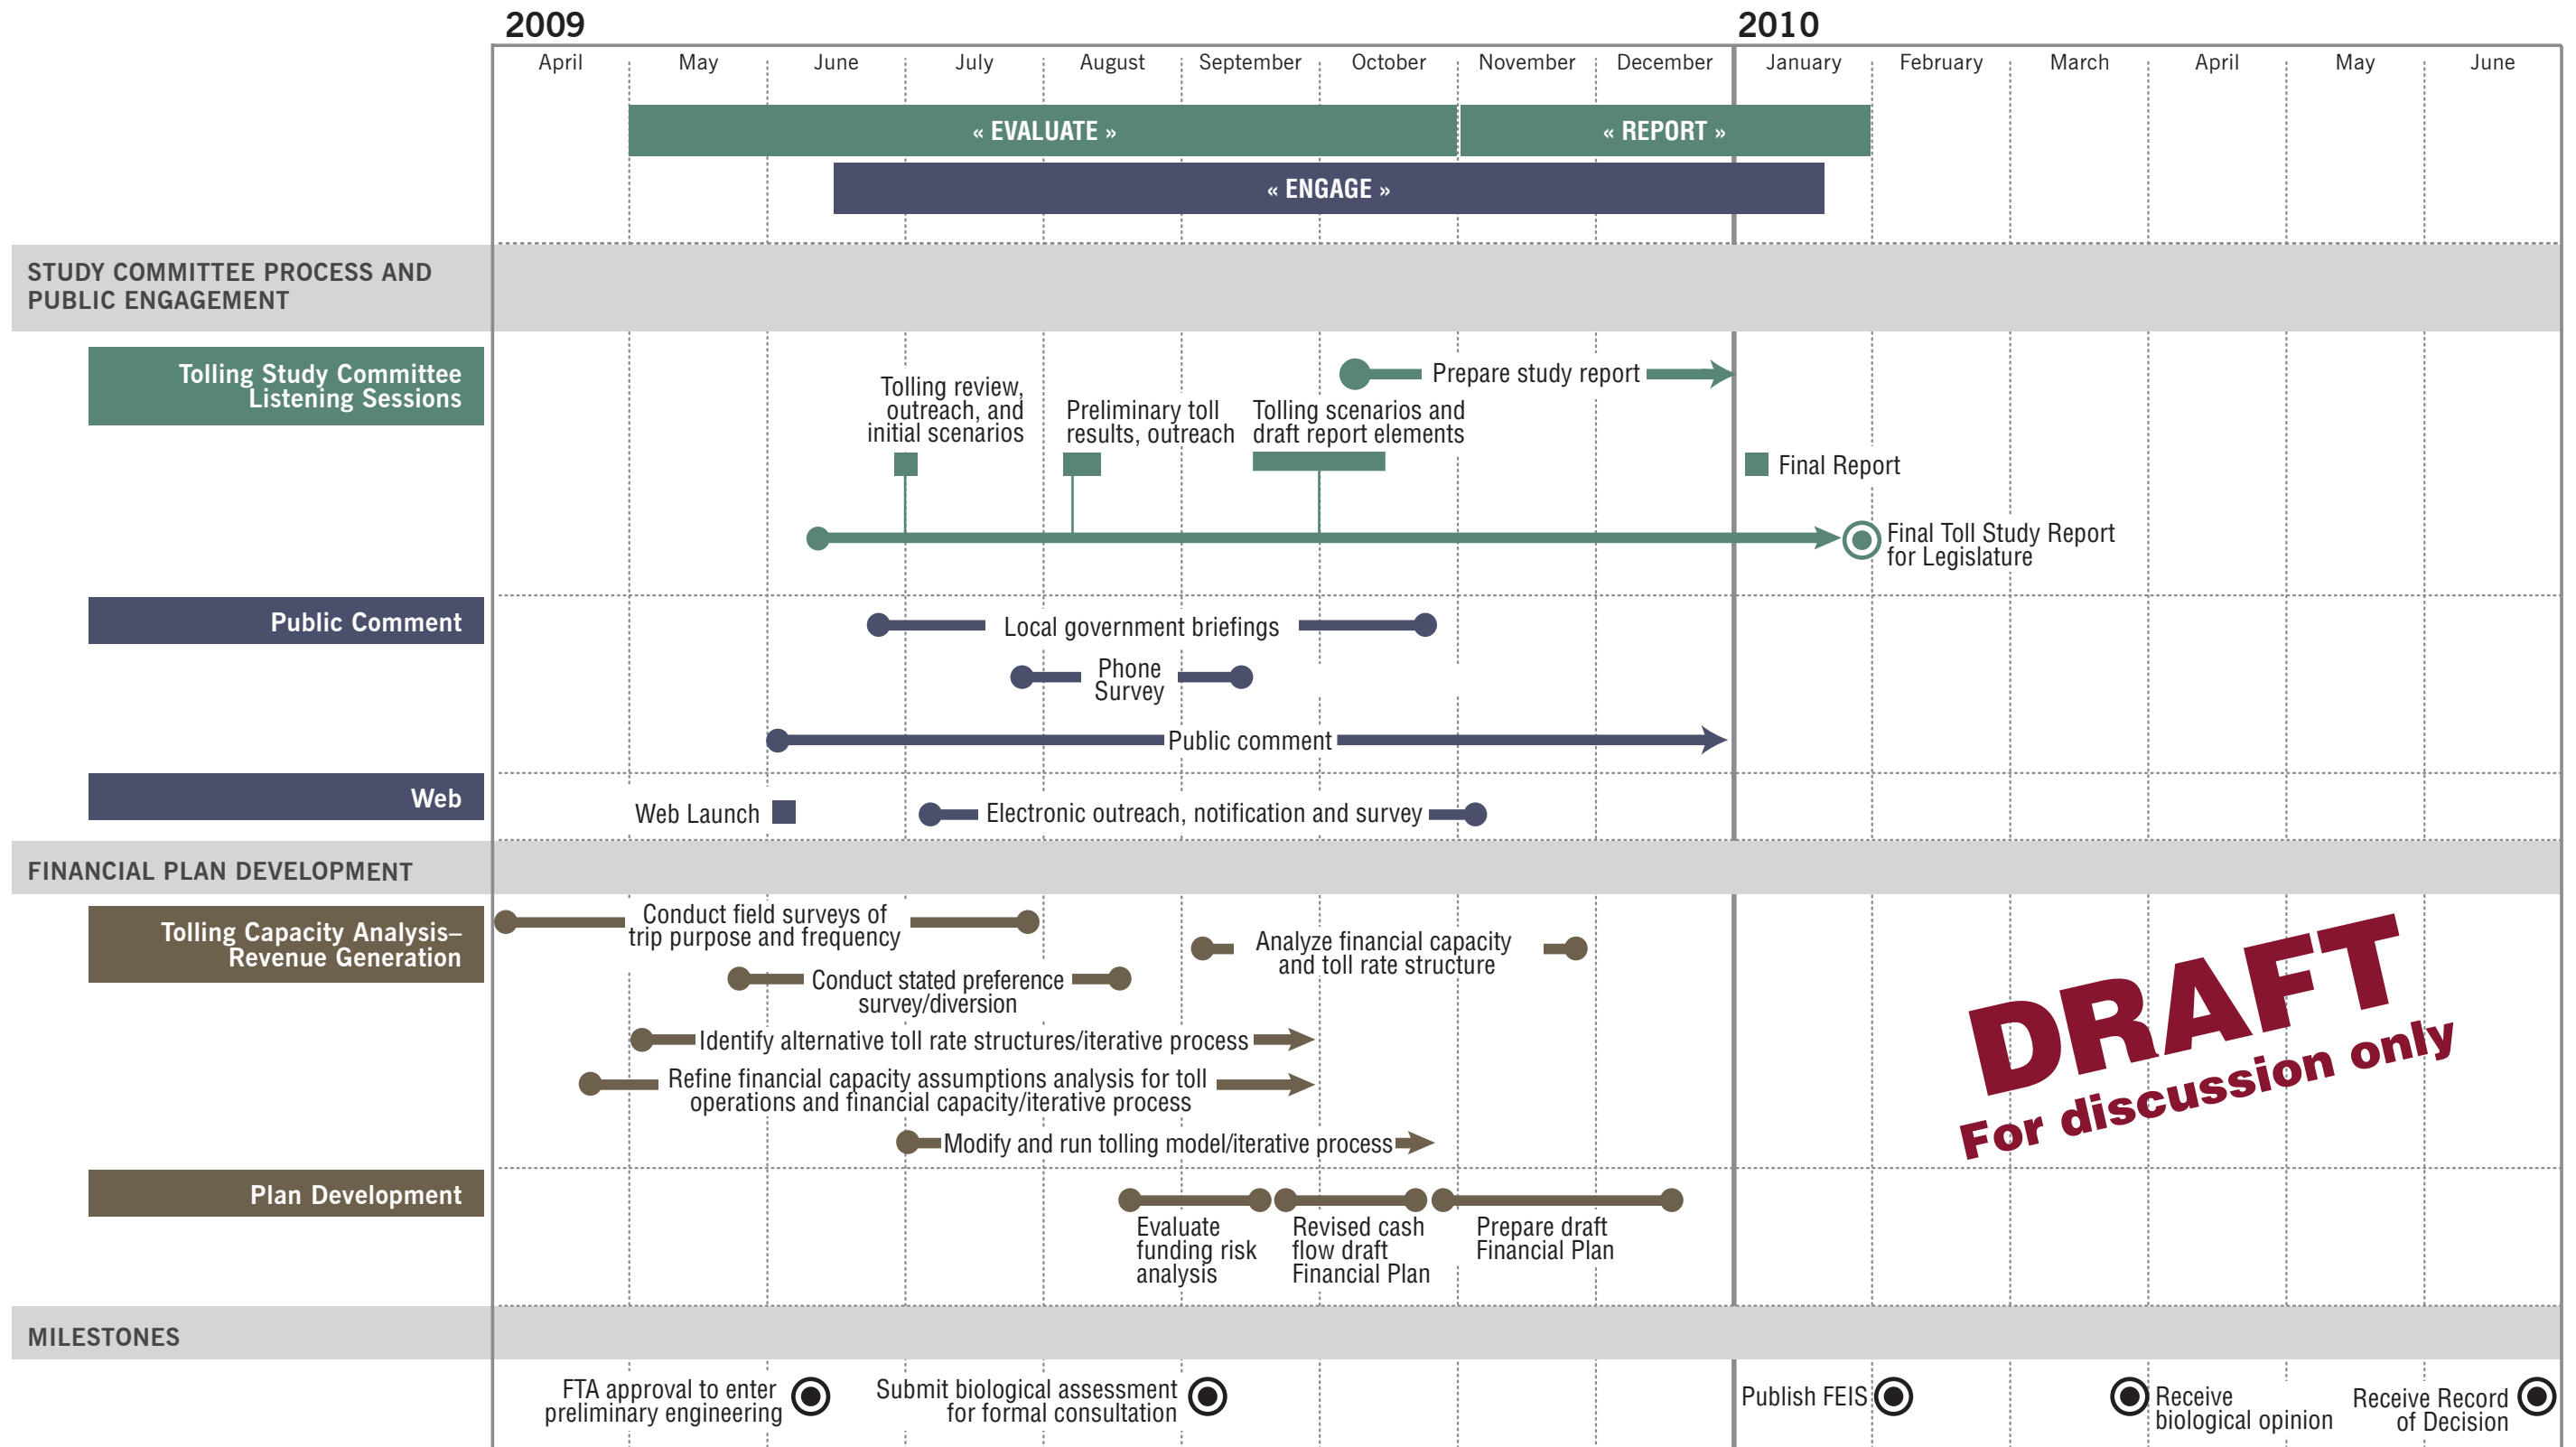 2009
2010
April May June July August September October November December January February March April May June
« EVALUATE »
« REPORT »
« ENGAGE »
STUDY COMMITTEE PROCESS AND
PUBLIC ENGAGEMENT
Tolling Study Committee
Listening Sessions
Prepare study report
Tolling review,
outreach, and
initial scenarios
Preliminary toll
results, outreach
Tolling scenarios and
draft report elements
Final Report
Final Toll Study Report
for Legislature
Public Comment
Local government briefings
Phone
Survey
Public comment
Web
Web Launch
Electronic outreach, notification and survey
FINANCIAL PLAN DEVELOPMENT
Tolling Capacity Analysis–
Revenue Generation
Conduct field surveys of
trip purpose and frequency
Analyze financial capacity
and toll rate structure
Conduct stated preference
survey/diversion
Identify alternative toll rate structures/iterative process
Refine financial capacity assumptions analysis for toll
operations and financial capacity/iterative process
Modify and run tolling model/iterative process
DRAFT
For discussion only
Plan Development
Evaluate
funding risk
analysis
Revised cash
flow draft
Financial Plan
Prepare draft
Financial Plan
MILESTONES
FTA approval to enter
preliminary engineering
Submit biological assessment
for formal consultation
Publish FEIS
Receive
biological opinion
Receive Record
of Decision